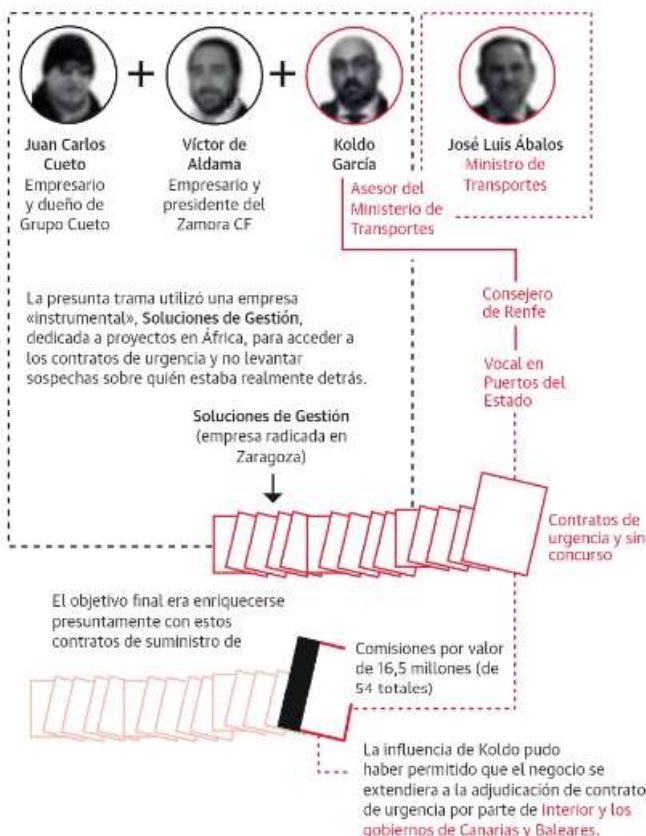 Juan Carlos
Cueto
Empresario
y dueño de
Grupo Cueto
Víctor de
Aldama
Empresario y
presidente del
Zamora CF
Koldo
García
Asesor del
Ministerio de
Transportes
José Luis Ábalos
Ministro de
Transportes
Consejero
de Renfe
Vocal en
Puertos del
Estado
La presunta trama utilizó una empresa
«instrumental», Soluciones de Gestión,
dedicada a proyectos en África, para acceder a
los contratos de urgencia y no levantar
sospechas sobre quién estaba realmente detrás.
Soluciones de Gestión
(empresa radicada en
Zaragoza)
Contratos de
urgencia y sin
concurso
El objetivo final era enriquecerse
presuntamente con estos
contratos de suministro de
Comisiones por valor
de 16,5 millones (de
54 totales)
La influencia de Koldo pudo
haber permitido que el negocio se
extendiera a la adjudicación de contrato
de urgencia por parte de Interior y los
gobiernos de Canarias y Baleares.